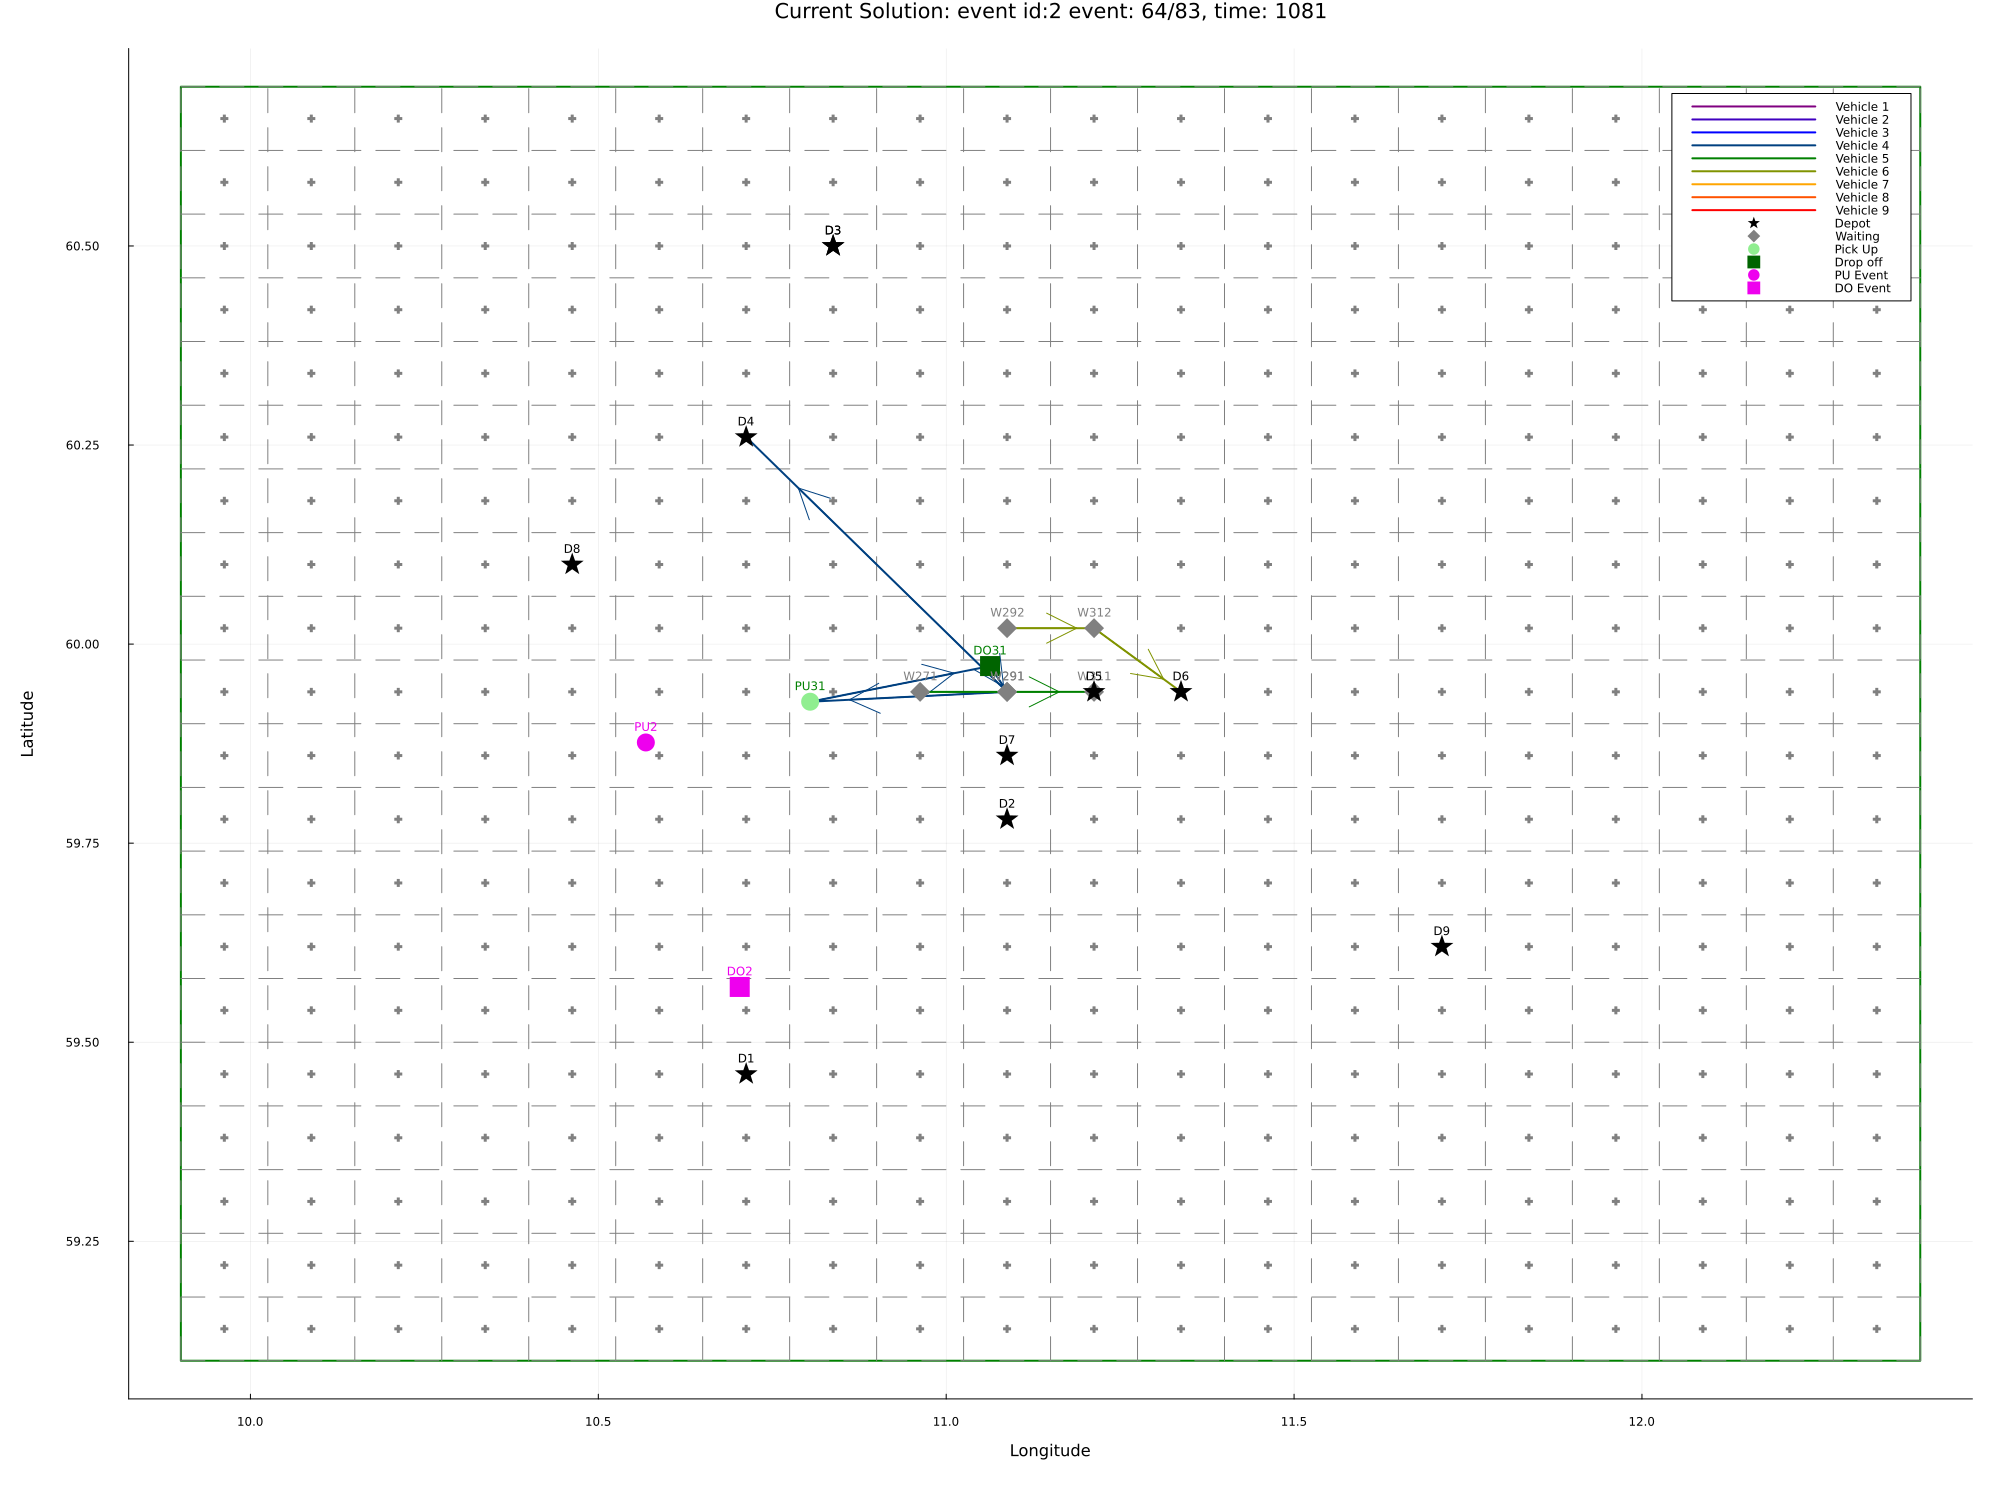 Current Solution: event id:2 event: 64/83, time: 1081
Vehicle 1
Vehicle 2
Vehicle 3
Vehicle 4
Vehicle 5
Vehicle 6
Vehicle 7
Vehicle 8
Vehicle 9
Depot
Waiting
Pick Up
Drop off
PU Event
DO Event
D3
60.50
D4
60.25
D8
W292
W312
60.00
DO31
W271
W291
D5
D6
PU31
PU2
D7
D2
59.75
D9
DO2
59.50
D1
59.25
10.0
10.5
11.0
11.5
12.0
Longitude
Latitude